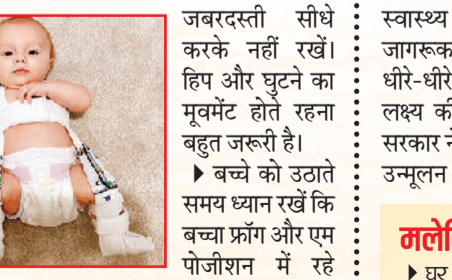 जबरदस्ती सीधे
करके नहीं रखें।
हिप और घुटने का
मूवमेंट होते रहना
बहुत जरूरी है।
▶ बच्चे को उठाते
समय ध्यान रखें कि
बच्चा फ्रॉग और एम
पोजीशन में रहे
स्वास्थ्य
जागरूक
धीरे-धीरे
लक्ष्य की
सरकार ने
उन्मूलन
▶ घर